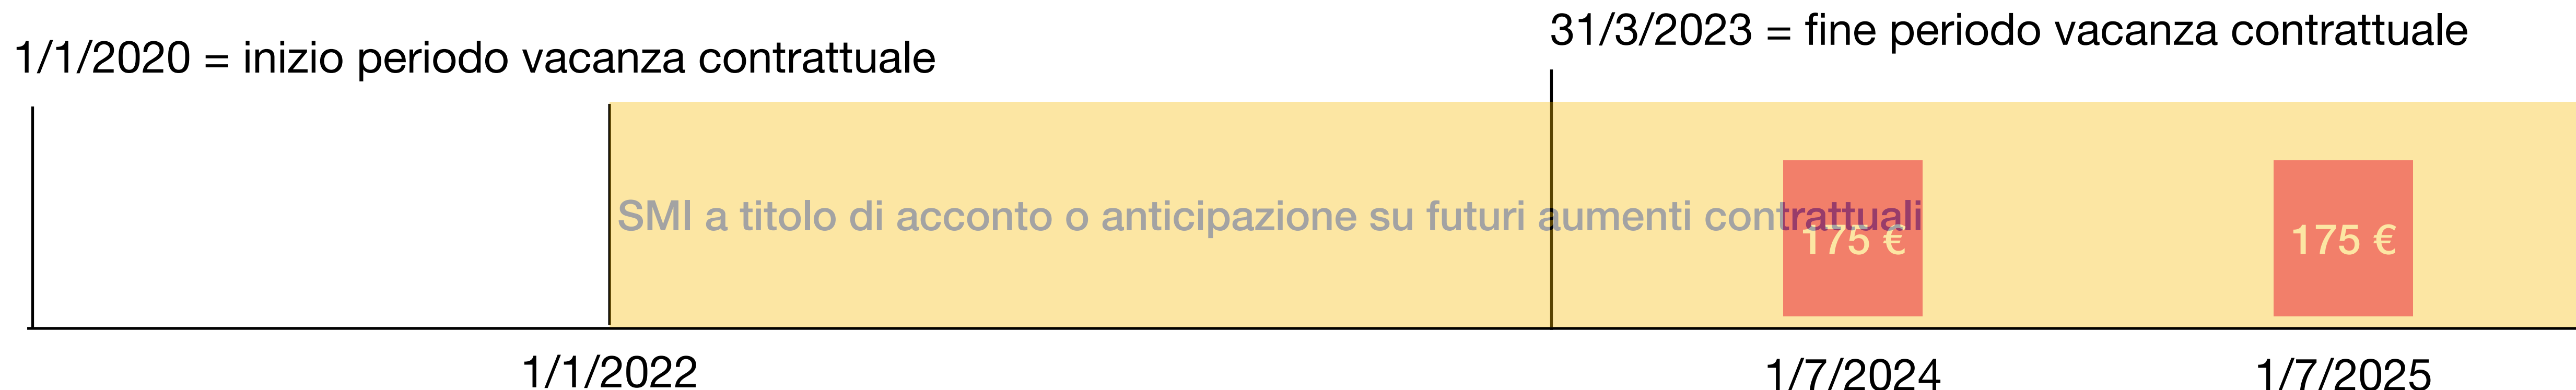 31/3/2023 = fine periodo vacanza contrattuale
1/1/2020 = inizio periodo vacanza contrattuale
SMI a titolo di acconto o anticipazione su futuri aumenti contrattuali
175 €
175 €
1/1/2022
1/7/2024
1/7/2025